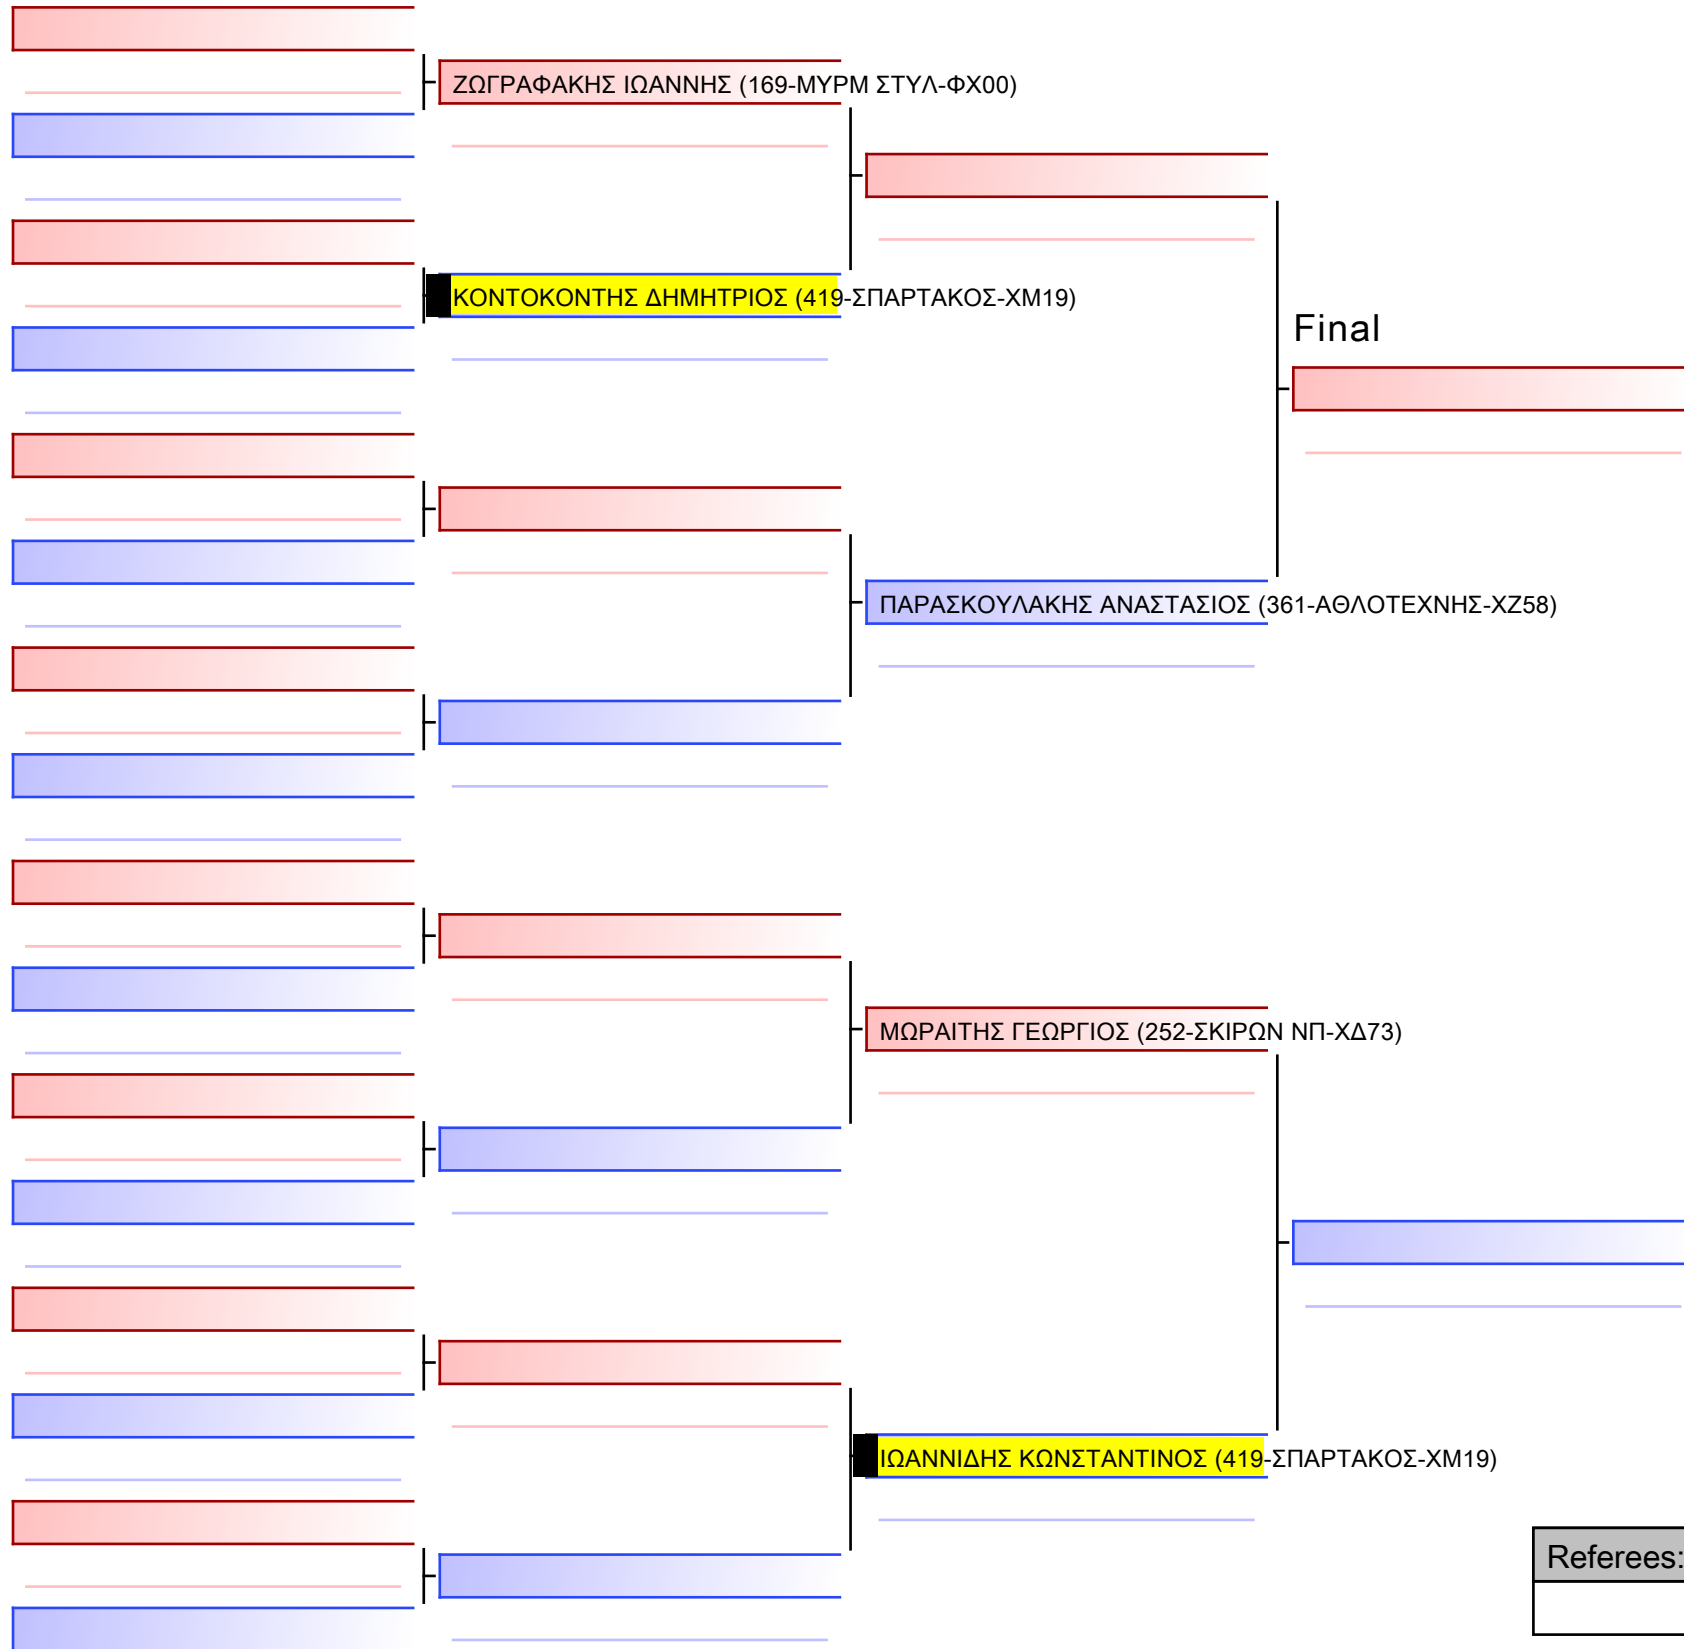 ΖΩΓΡΑΦΑΚΗΣ ΙΩΑΝΝΗΣ (169-ΜΥΡΜ ΣΤΥΛ-ΦΧ00)
ΚΟΝΤΟΚΟΝΤΗΣ ΔΗΜΗΤΡΙΟΣ (419-ΣΠΑΡΤΑΚΟΣ-ΧΜ19)
Final
ΠΑΡΑΣΚΟΥΛΑΚΗΣ ΑΝΑΣΤΑΣΙΟΣ (361-ΑΘΛΟΤΕΧΝΗΣ-ΧΖ58)
ΜΩΡΑΙΤΗΣ ΓΕΩΡΓΙΟΣ (252-ΣΚΙΡΩΝ ΝΠ-ΧΔ73)
ΙΩΑΝΝΙΔΗΣ ΚΩΝΣΤΑΝΤΙΝΟΣ (419-ΣΠΑΡΤΑΚΟΣ-ΧΜ19)
Referees: